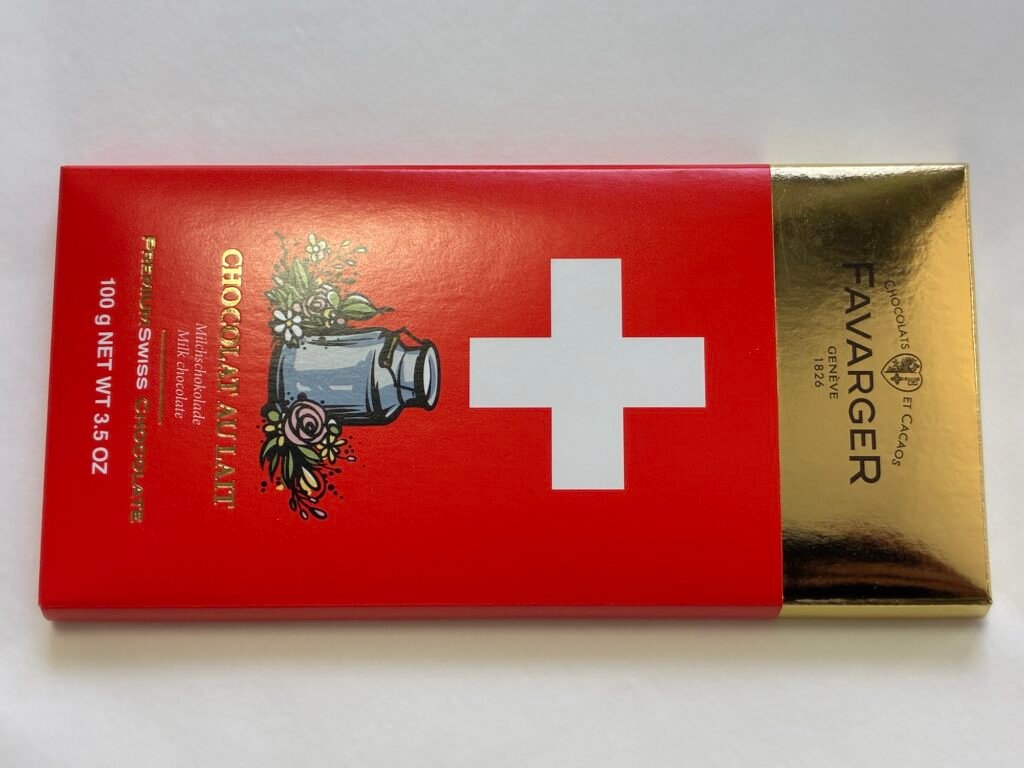 CHOCOLATS ET CACAOS
FAVARGER
GENÈVE
1826
CHOCOLAT AU LAIT
Milchschokolade
Milk chocolate
PREMIUM SWISS CHOCOLATE
100 g NET WT 3.5 OZ